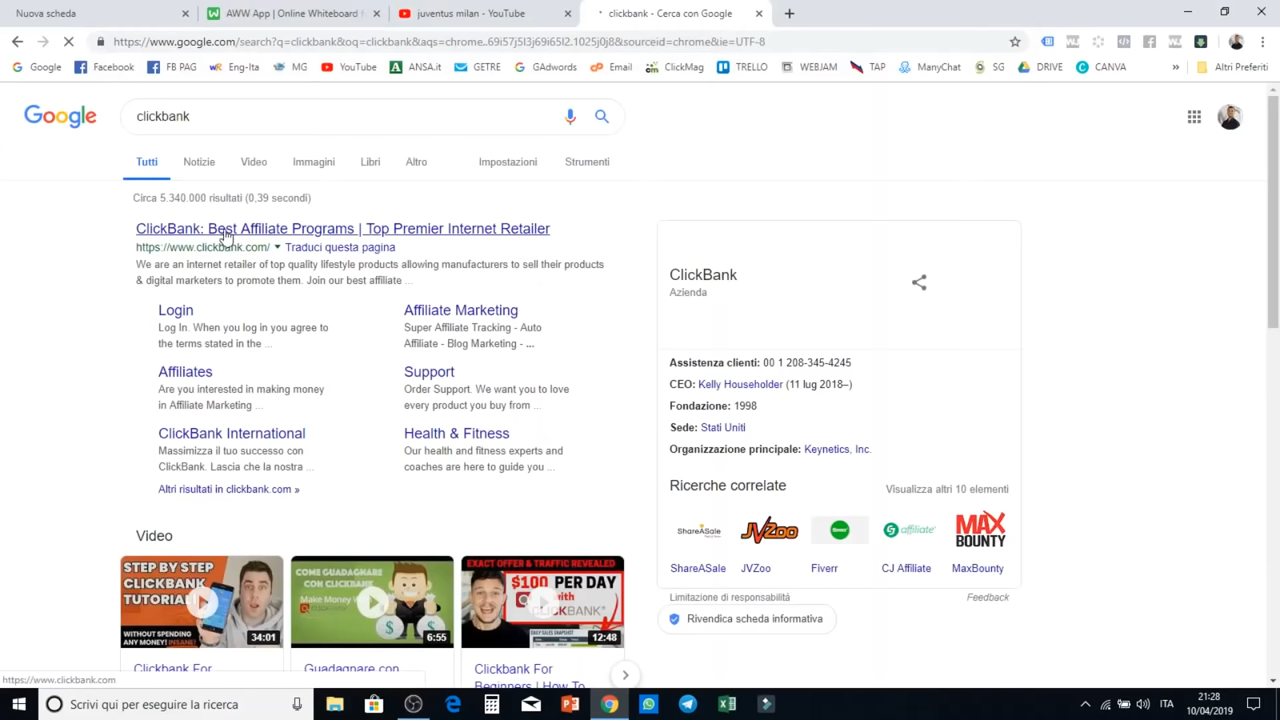 Nuova scheda
AWW App | Online Whiteboard f
juventus milan - YouTube
clickbank - Cerca con Google
https://www.google.com/search?q=clickbank&oq=clickbank&aqs=chrome..69i57j5l3j69i65l2.1025j0j8&sourceid=chrome&ie=UTF-8
Google
Facebook
FB PAG
Eng-Ita
MG
YouTube
ANSA.it
GETRE
GAdwords
Email
ClickMag
TRELLO
WEBJAM
TAP
ManyChat
SG
DRIVE
CANVA
»
Altri Preferiti
Google
clickbank
Tutti
Notizie
Video
Immagini
Libri
Altro
Impostazioni
Strumenti
Circa 5.340.000 risultati (0,39 secondi)
ClickBank: Best Affiliate Programs | Top Premier Internet Retailer
https://www.clickbank.com/ Traduci questa pagina
We are an internet retailer of top quality lifestyle products allowing manufacturers to sell their products
& digital marketers to promote them. Join our best affiliate ...
Login
Log In. When you log in you agree to
the terms stated in the ...
Affiliate Marketing
Super Affiliate Tracking - Auto
Affiliate - Blog Marketing - ...
Affiliates
Are you interested in making money
in Affiliate Marketing ...
Support
Order Support. We want you to love
every product you buy from ...
ClickBank International
Massimizza il tuo successo con
ClickBank. Lascia che la nostra ...
Health & Fitness
Our health and fitness experts and
coaches are here to guide you ...
Altri risultati in clickbank.com »
Video
STEP BY STEP
CLICKBANK
TUTORIAL
WITHOUT SPENDING
ANY MONEY! INSANE!
34:01
COME GUADAGNARE
CON CLICKBANK
Make Money
6:55
EXACT OFFER & TRAFFIC REVEALED
$100 PER DAY
with
CLICKBANK
12:48
Clickbank For
Guadagnare con
Clickbank For
Beginners | How To
ClickBank
Azienda
Assistenza clienti: 00 1 208-345-4245
CEO: Kelly Householder (11 lug 2018–)
Fondazione: 1998
Sede: Stati Uniti
Organizzazione principale: Keynetics, Inc.
Ricerche correlate
Visualizza altri 10 elementi
ShareASale
JVZoo
affiliate
MAX
BOUNTY
ShareASale
JVZoo
Fiverr
CJ Affiliate
MaxBounty
Limitazione di responsabilità
Feedback
Rivendica scheda informativa
https://www.clickbank.com
Scrivi qui per eseguire la ricerca
ITA
21:28
10/04/2019